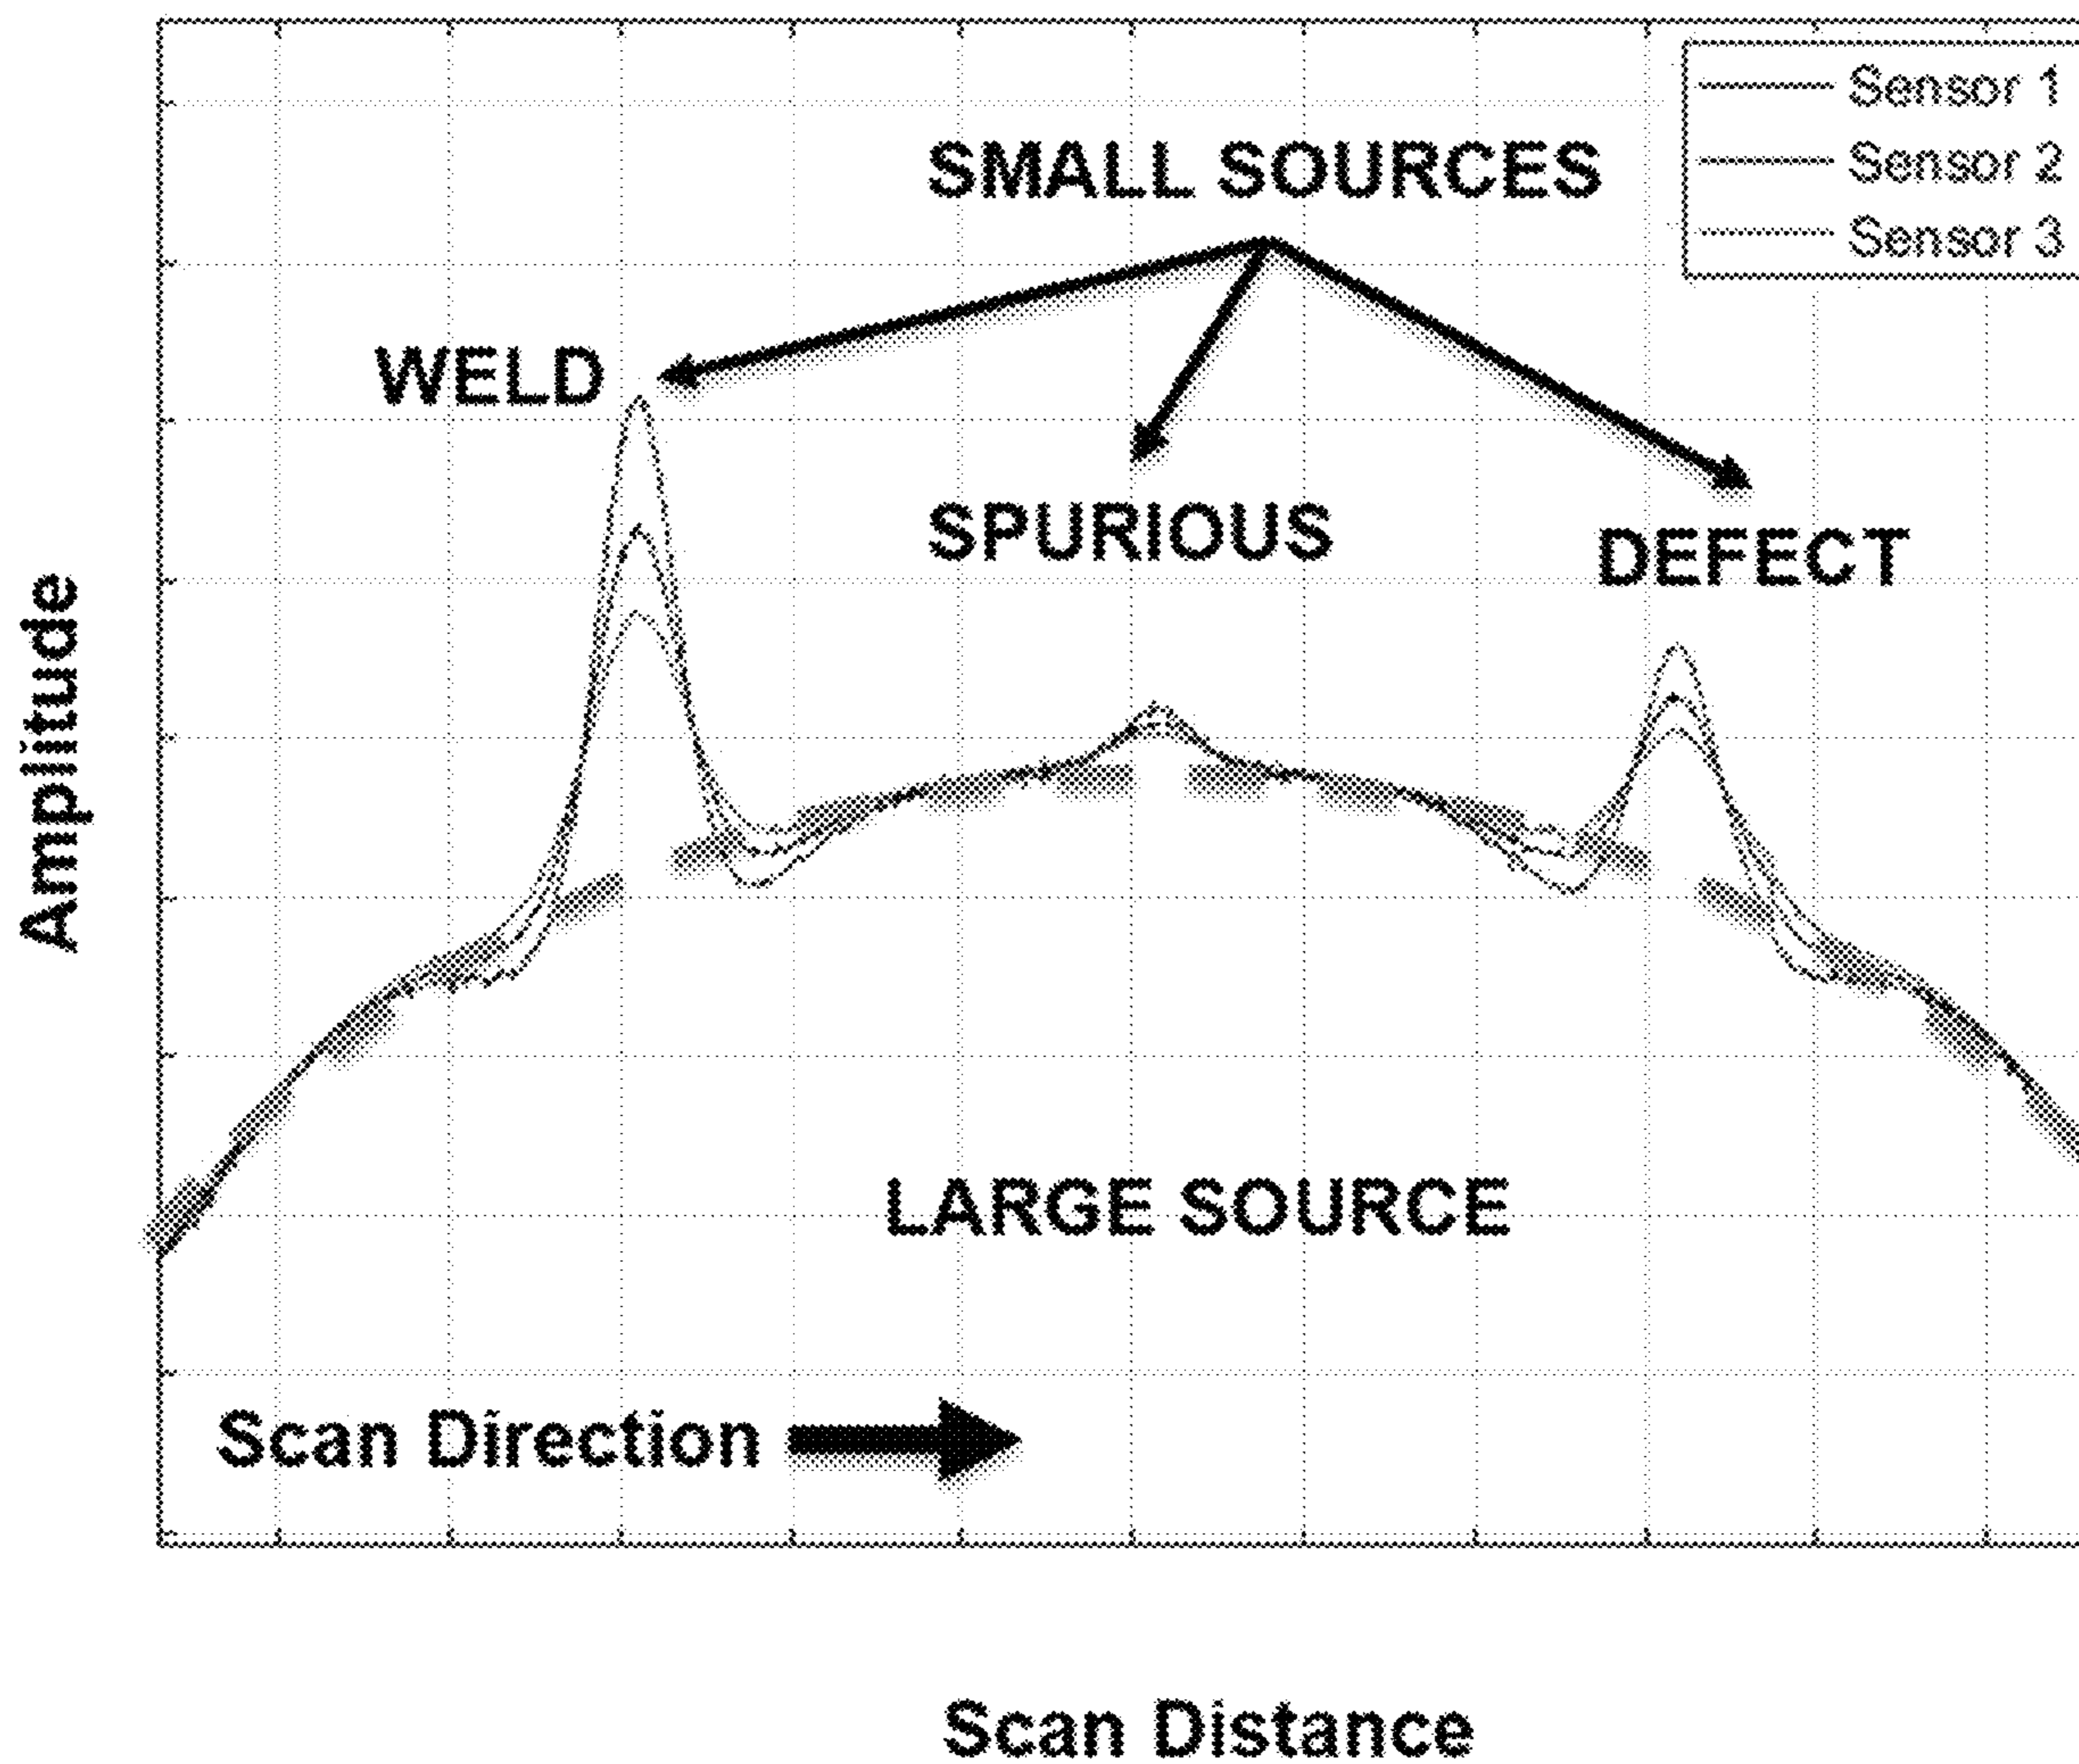 Sensor 1
Sensor 2
Sensor 3
SMALL SOURCES
WELD
SPURIOUS
DEFECT
Amplitude
LARGE SOURCE
Scan Direction
Scan Distance